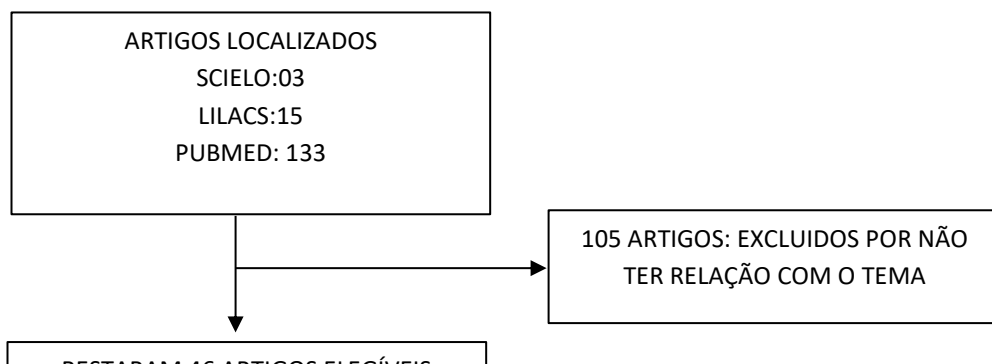 ARTIGOS LOCALIZADOS
SCIELO:03
LILACS:15
PUBMED: 133
105 ARTIGOS: EXCLUIDOS POR NÃO
TER RELAÇÃO COM O TEMA
RESTARAM 46 ARTIGOS ELEGÍVEIS